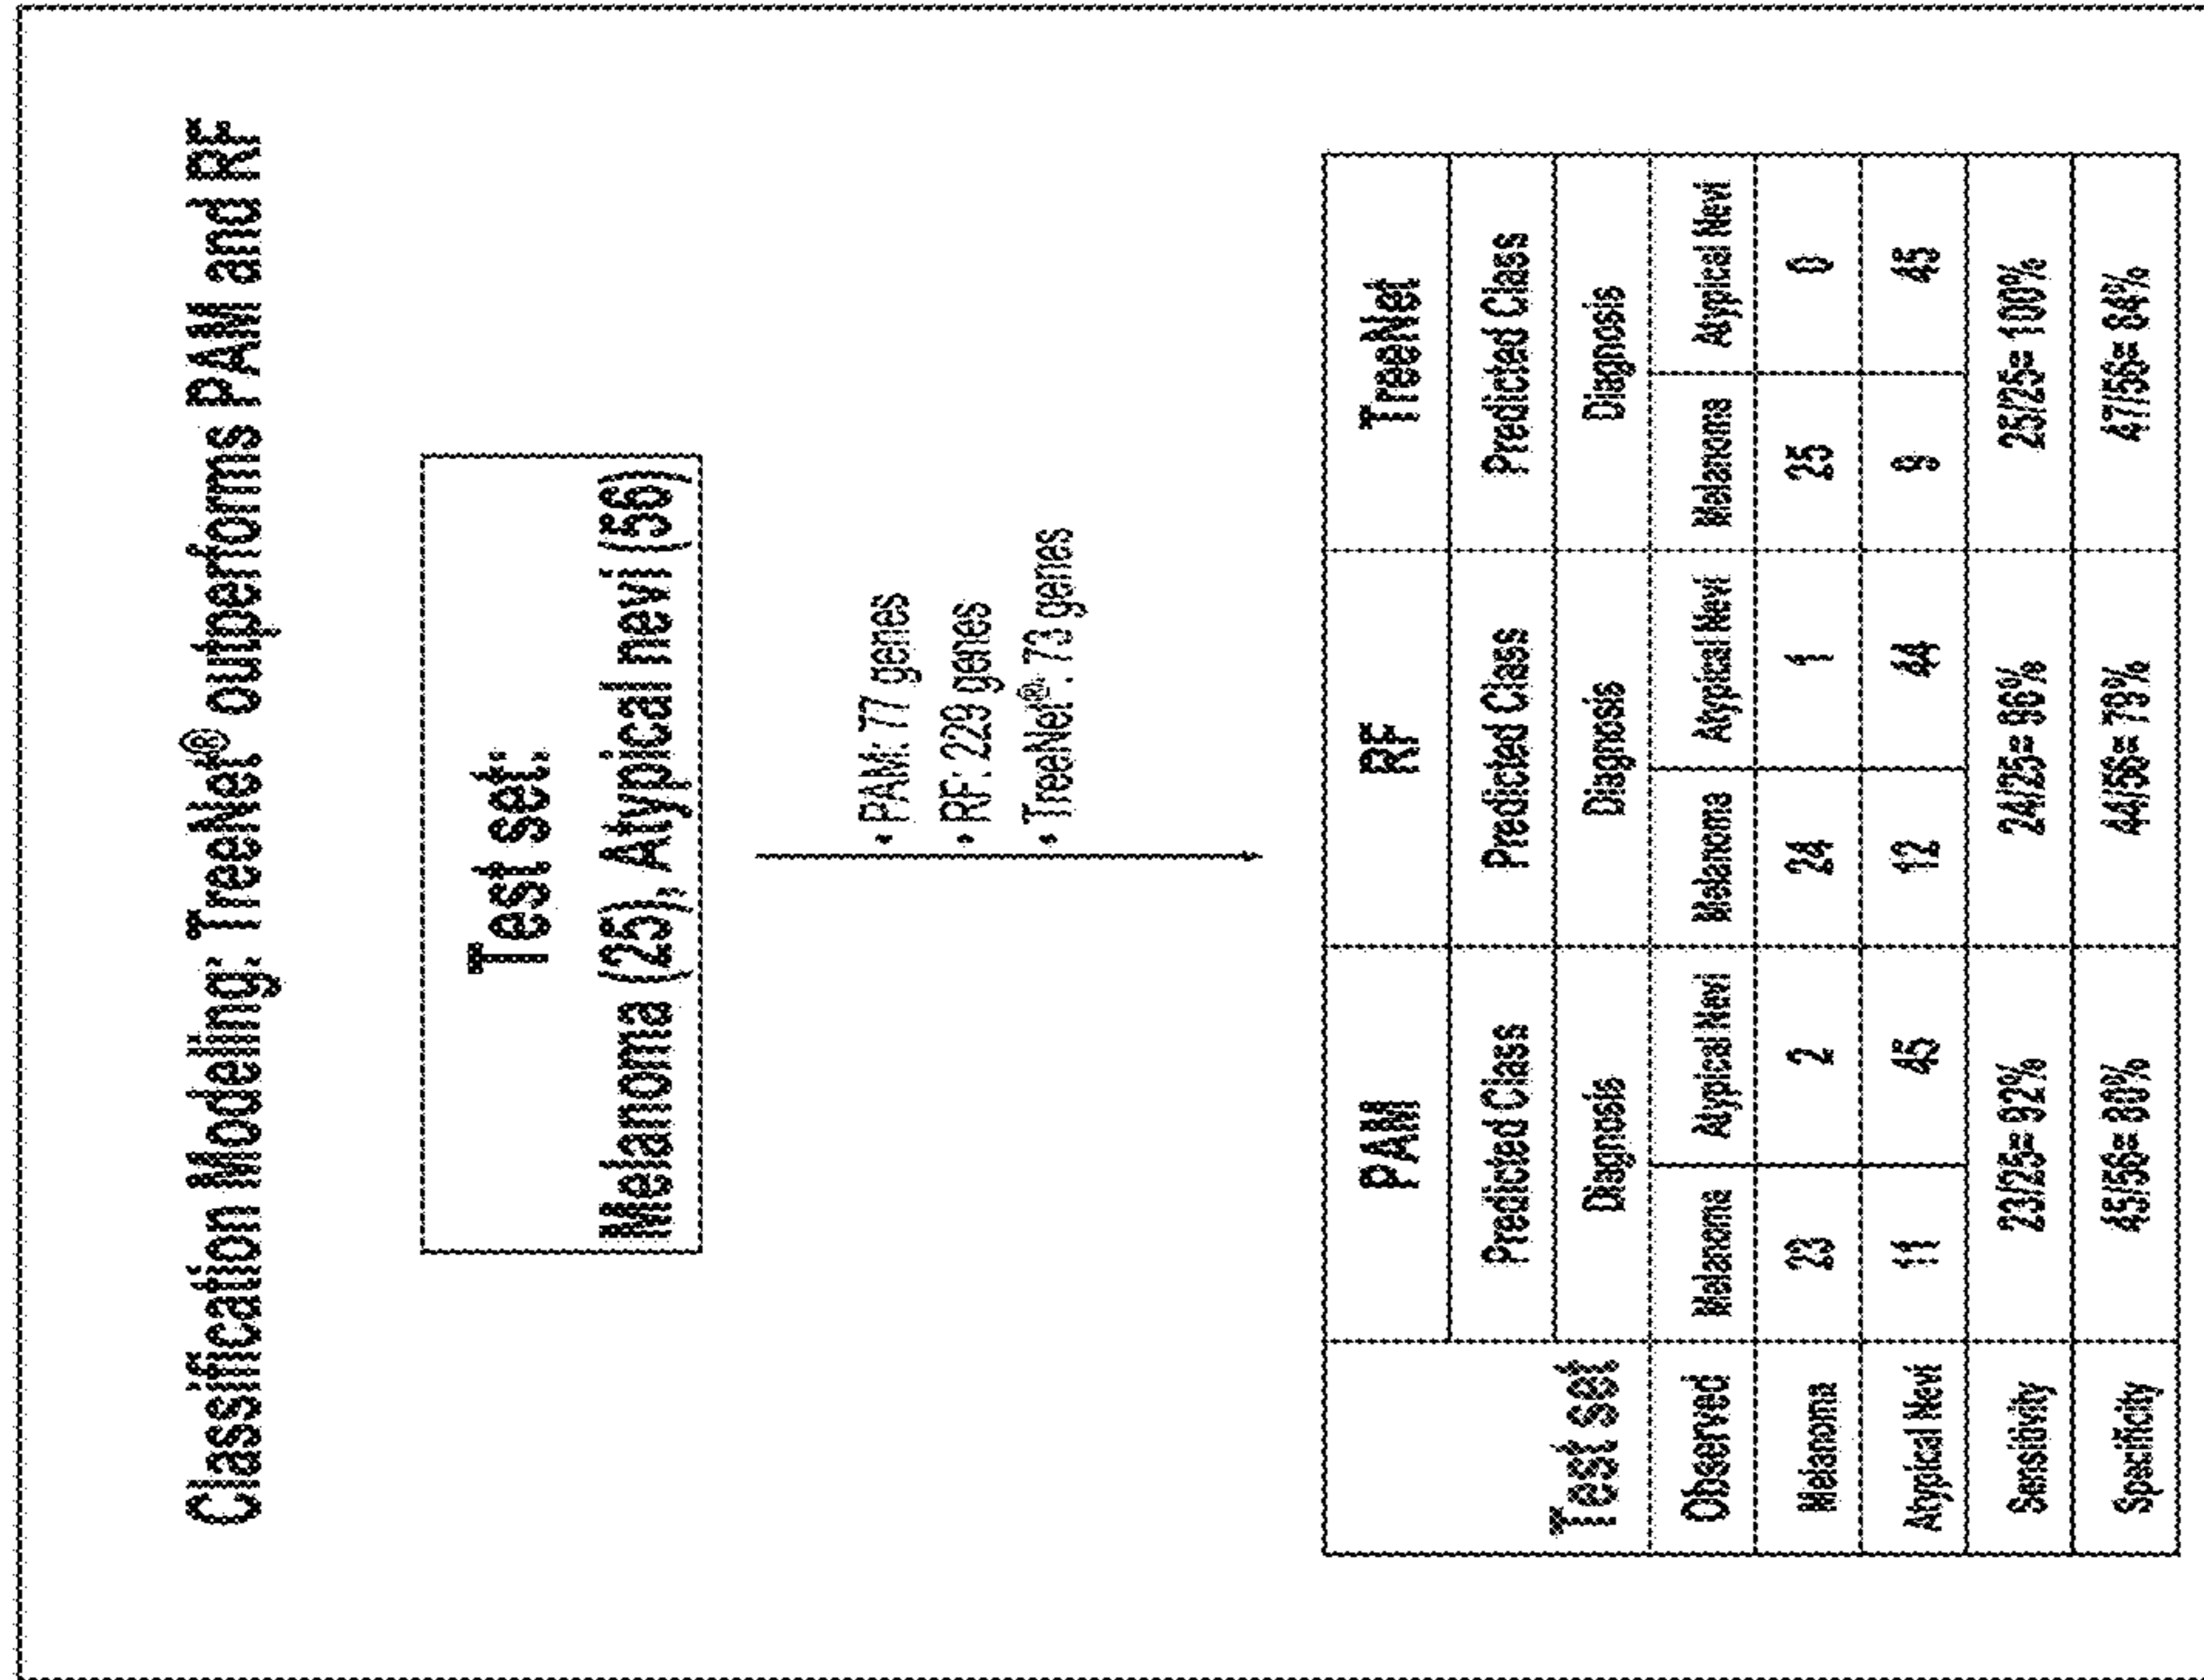 Classification Modeling: TreeNet® outperforms PAM and RF
Test set:
Melanoma (25), Atypical nevi (56)
• PAM: 77 genes
• RF: 229 genes
• TreeNet®: 73 genes
PAM RF TreeNet
Predicted Class Predicted Class Predicted Class
Test set Diagnosis Diagnosis Diagnosis
Observed Melanoma Atypical Nevi Melanoma Atypical Nevi Melanoma Atypical Nevi
Melanoma 23 2 24 1 25 0
Atypical Nevi 11 45 12 44 9 45
Sensitivity 23/25= 92% 24/25= 96% 25/25= 100%
Specificity 45/56= 80% 44/56= 79% 47/56= 84%